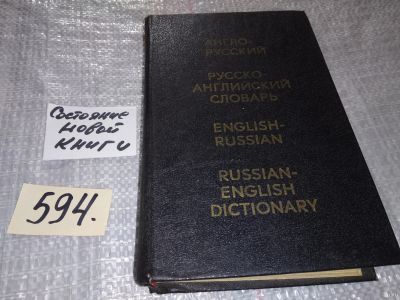 Состояние
новой
книги
594.
АНГЛО-
РУССКИЙ
РУССКО-
АНГЛИЙСКИЙ
СЛОВАРЬ
ENGLISH-
RUSSIAN
RUSSIAN-
ENGLISH
DICTIONARY